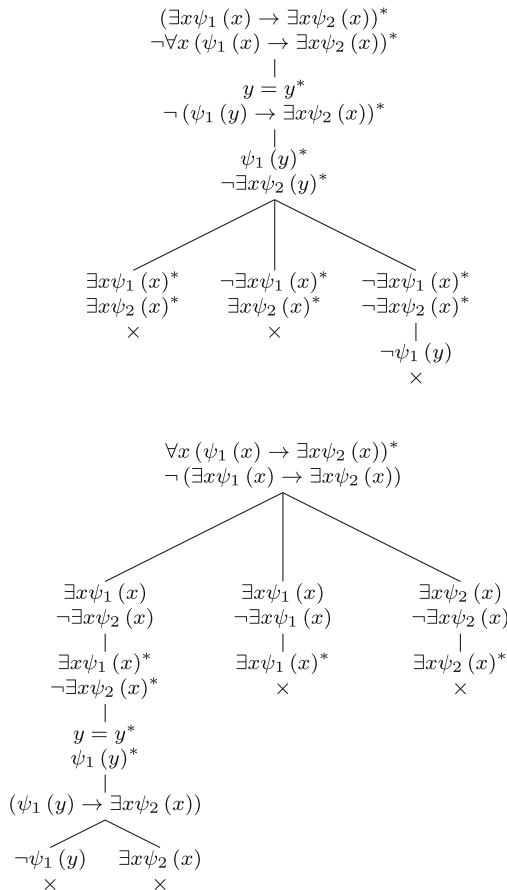 (∃xψ₁ (x) → ∃xψ₂ (x))*
¬∀x (ψ₁ (x) → ∃xψ₂ (x))*
y = y*
¬ (ψ₁ (y) → ∃xψ₂ (x))*
ψ₁ (y)*
¬∃xψ₂ (y)*
∃xψ₁ (x)* ¬∃xψ₁ (x)* ¬∃xψ₁ (x)*
∃xψ₂ (x)* ∃xψ₂ (x)* ¬∃xψ₂ (x)*
× ×
¬ψ₁ (y)
×
∀x (ψ₁ (x) → ∃xψ₂ (x))*
¬ (∃xψ₁ (x) → ∃xψ₂ (x))
∃xψ₁ (x) ∃xψ₁ (x) ∃xψ₂ (x)
¬∃xψ₂ (x) ¬∃xψ₁ (x) ¬∃xψ₂ (x)
∃xψ₁ (x)* ∃xψ₁ (x)* ∃xψ₂ (x)*
¬∃xψ₂ (x)* × ×
y = y*
ψ₁ (y)*
(ψ₁ (y) → ∃xψ₂ (x))
¬ψ₁ (y) ∃xψ₂ (x)
× ×